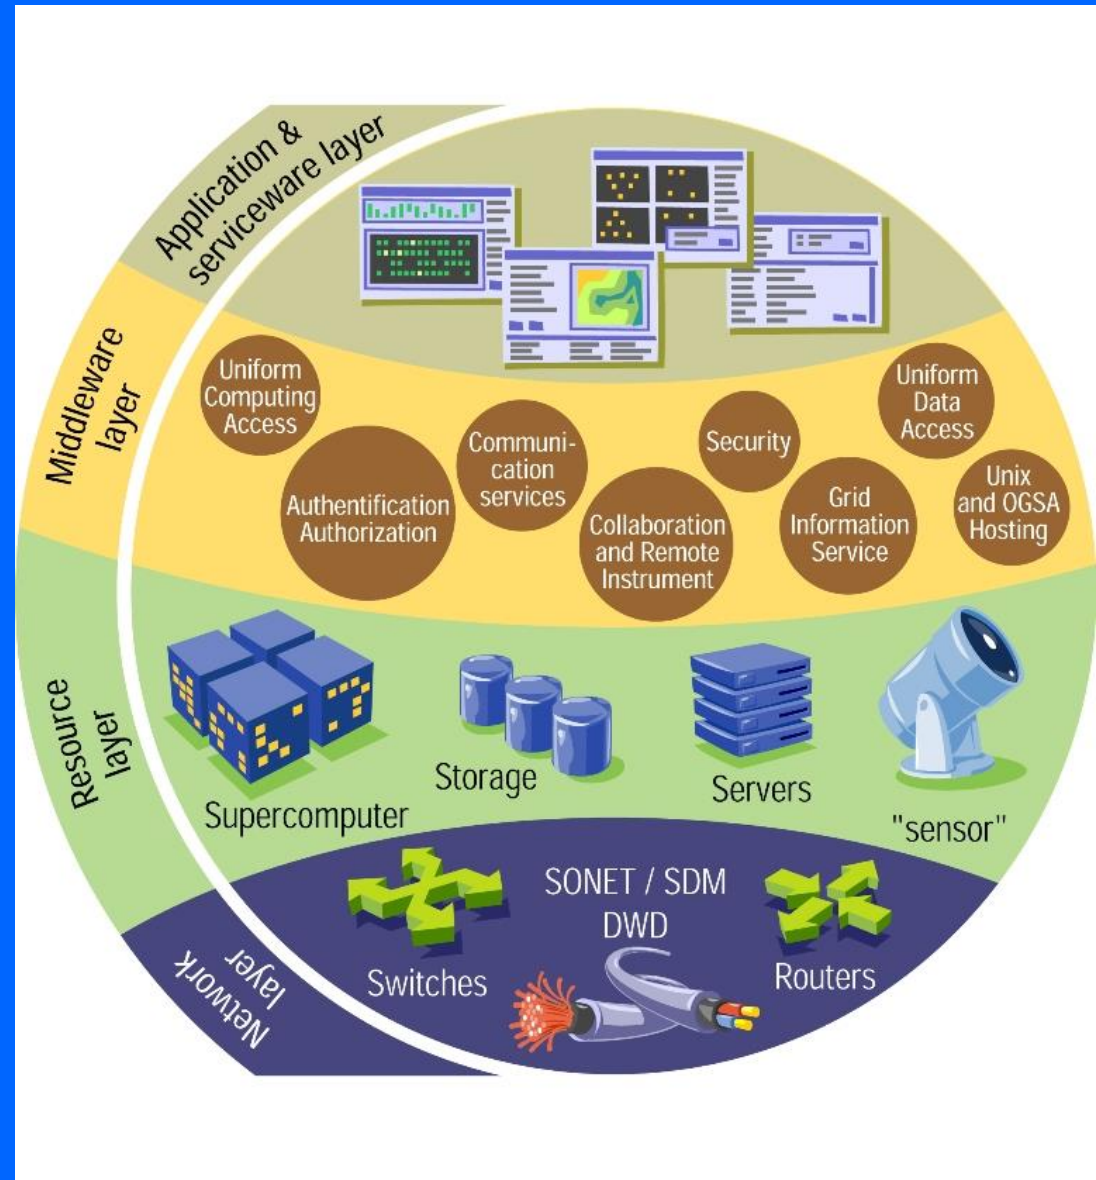 Application &
serviceware layer
Middleware
layer
Uniform
Computing
Access
Authentification
Authorization
Communi-
cation
services
Collaboration
and Remote
Instrument
Security
Grid
Information
Service
Uniform
Data
Access
Unix
and OGSA
Hosting
Resource
layer
Supercomputer
Storage
Servers
"sensor"
Network
layer
Switches
SONET / SDM
DWD
Routers